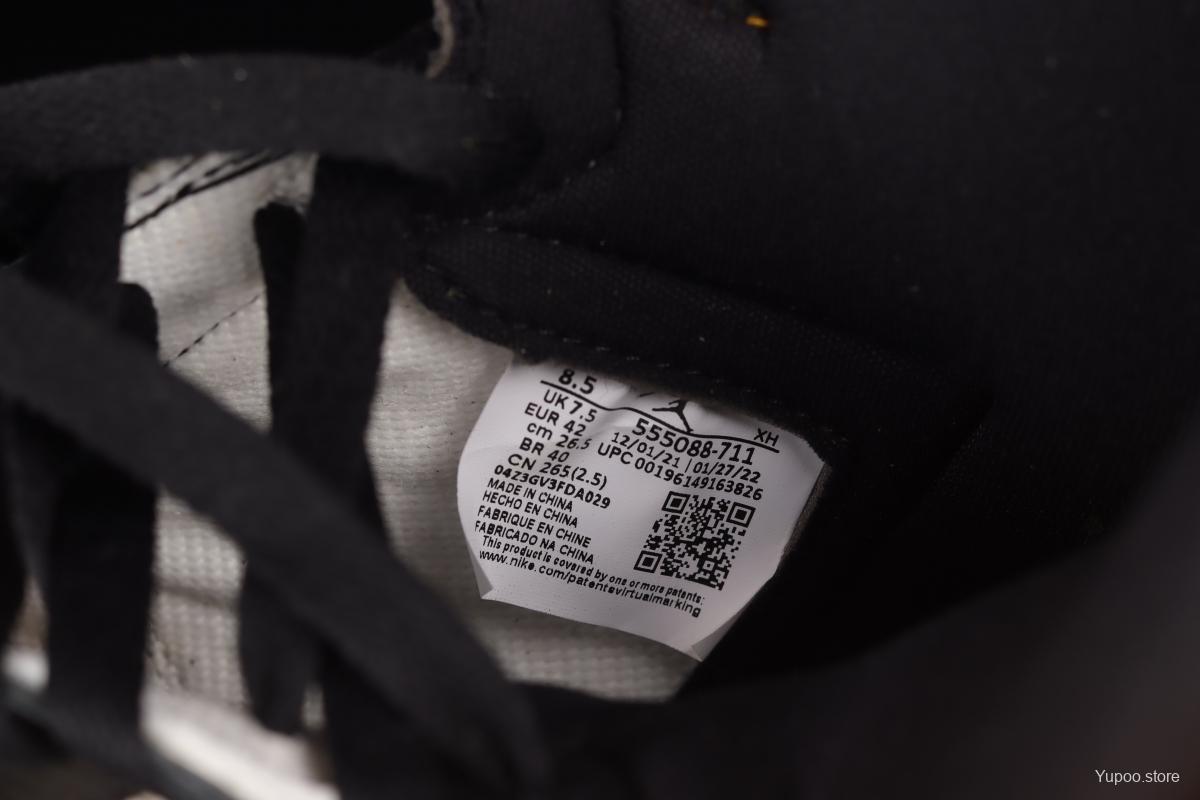 8.5
UK 7.5
EUR 42
cm 26.5
BR 40
CN 265(2.5)
XH
555088-711
12/01/21 | 01/27/22
UPC 00196149163826
04Z3GV3FDA029
MADE IN CHINA
HECHO EN CHINA
FABRIQUE EN CHINE
FABRICADO NA CHINA
This product is covered by one or more patents:
www.nike.com/patentsvirtualmarking
Yupoo.store